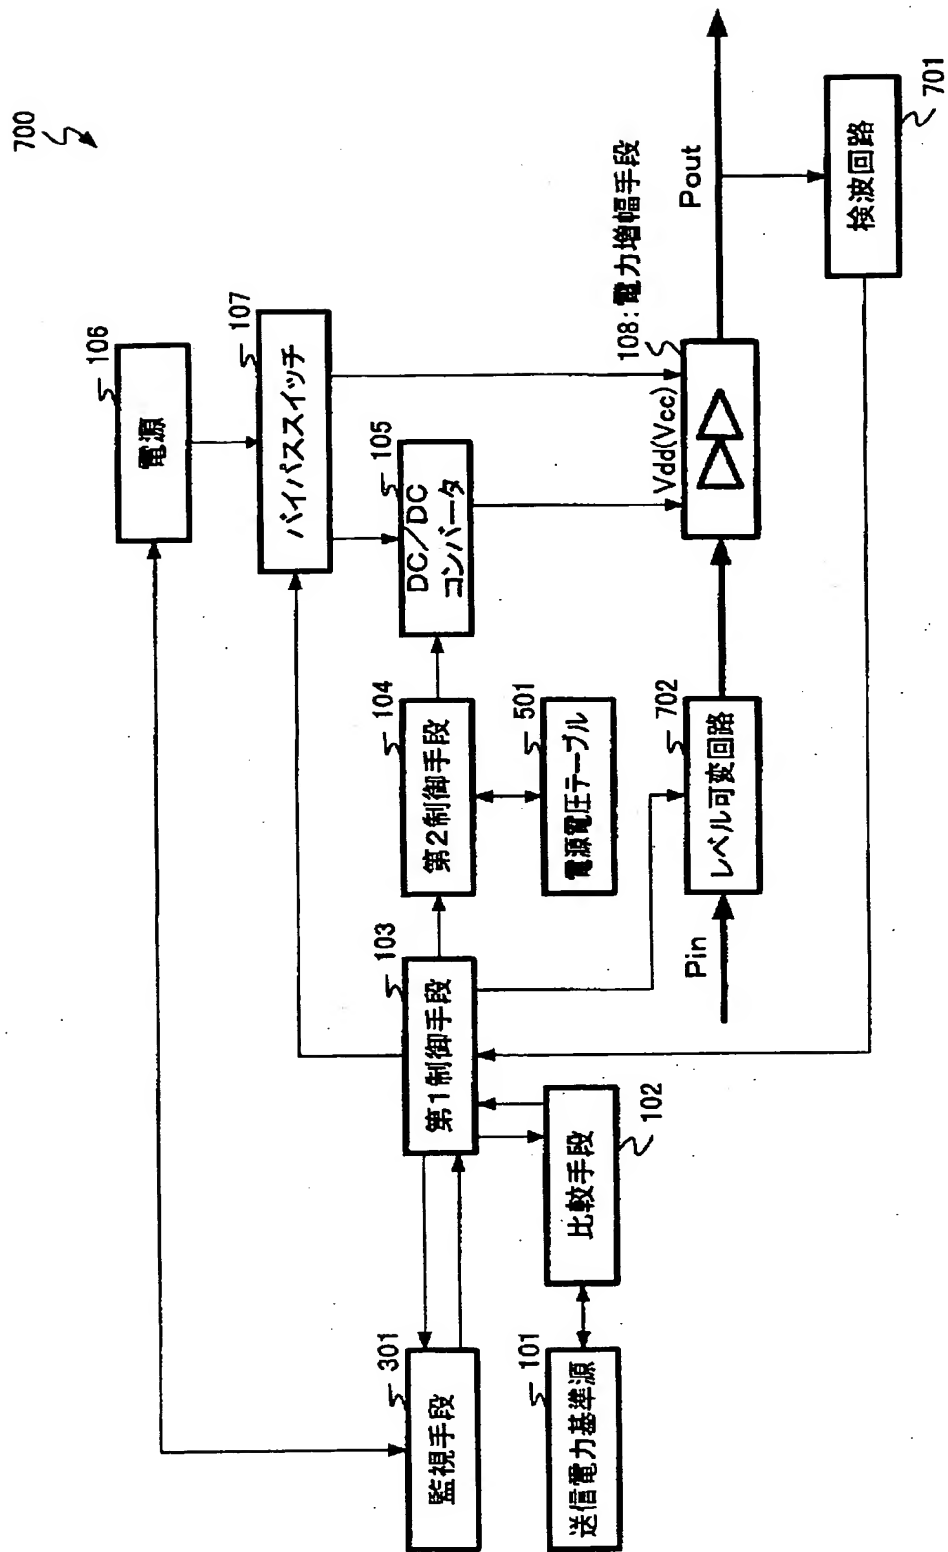 700
106
電源
107
バイパススイッチ
105
DC/DC
コンバータ
104
第2制御手段
501
電源電圧テーブル
103
第1制御手段
301
監視手段
101
送信電力基準源
102
比較手段
702
レベル可変回路
Pin
Vdd(Vcc)
108:電力増幅手段
Pout
701
検波回路